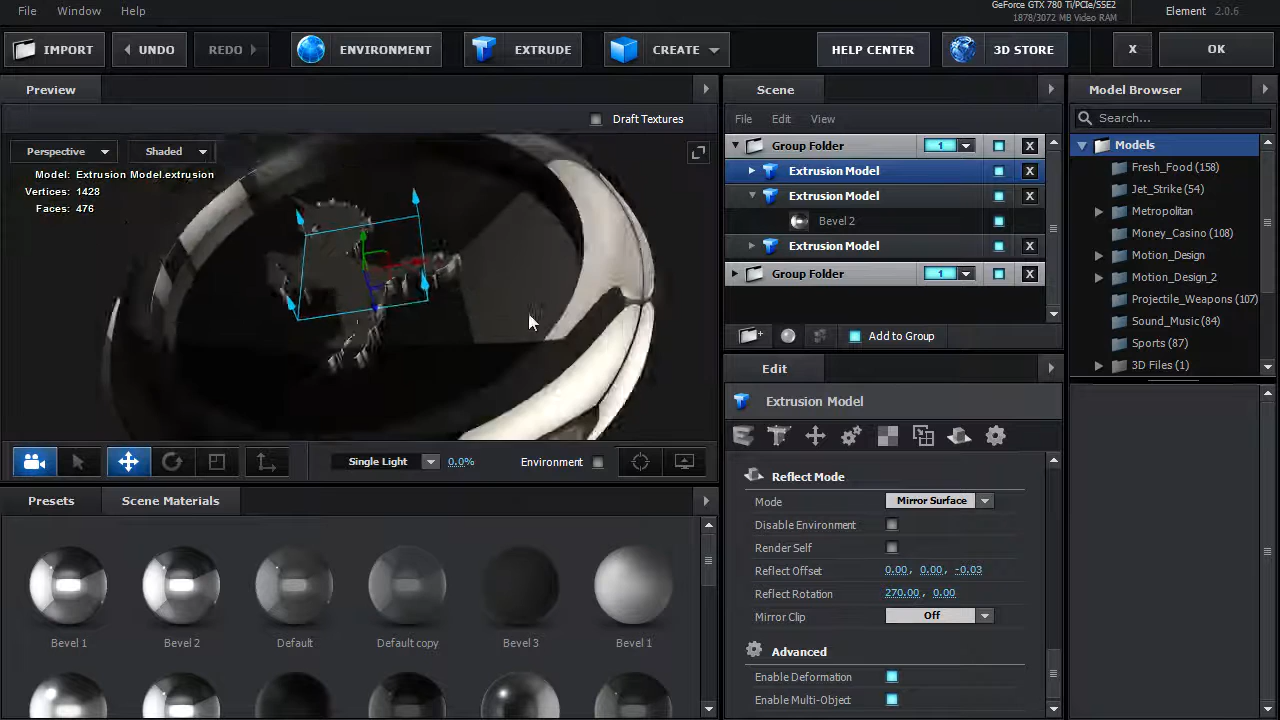 File Window Help
GeForce GTX 780 Ti/PCIe/SSE2
1878/3072 MB Video RAM
Element 2.0.6
IMPORT UNDO REDO ENVIRONMENT EXTRUDE CREATE HELP CENTER 3D STORE X OK
Preview
Draft Textures
Perspective Shaded
Model: Extrusion Model.extrusion
Vertices: 1428
Faces: 476
Single Light 0.0% Environment
Presets Scene Materials
Bevel 1 Bevel 2 Default Default copy Bevel 3 Bevel 1
Scene
File Edit View
Group Folder 1 X
Extrusion Model X
Extrusion Model X
Bevel 2
Extrusion Model X
Group Folder 1 X
Add to Group
Edit
Extrusion Model
Reflect Mode
Mode Mirror Surface
Disable Environment
Render Self
Reflect Offset 0.00, 0.00, -0.03
Reflect Rotation 270.00, 0.00
Mirror Clip Off
Advanced
Enable Deformation
Enable Multi-Object
Model Browser
Search...
Models
Fresh_Food (158)
Jet_Strike (54)
Metropolitan
Money_Casino (108)
Motion_Design
Motion_Design_2
Projectile_Weapons (107)
Sound_Music (84)
Sports (87)
3D Files (1)